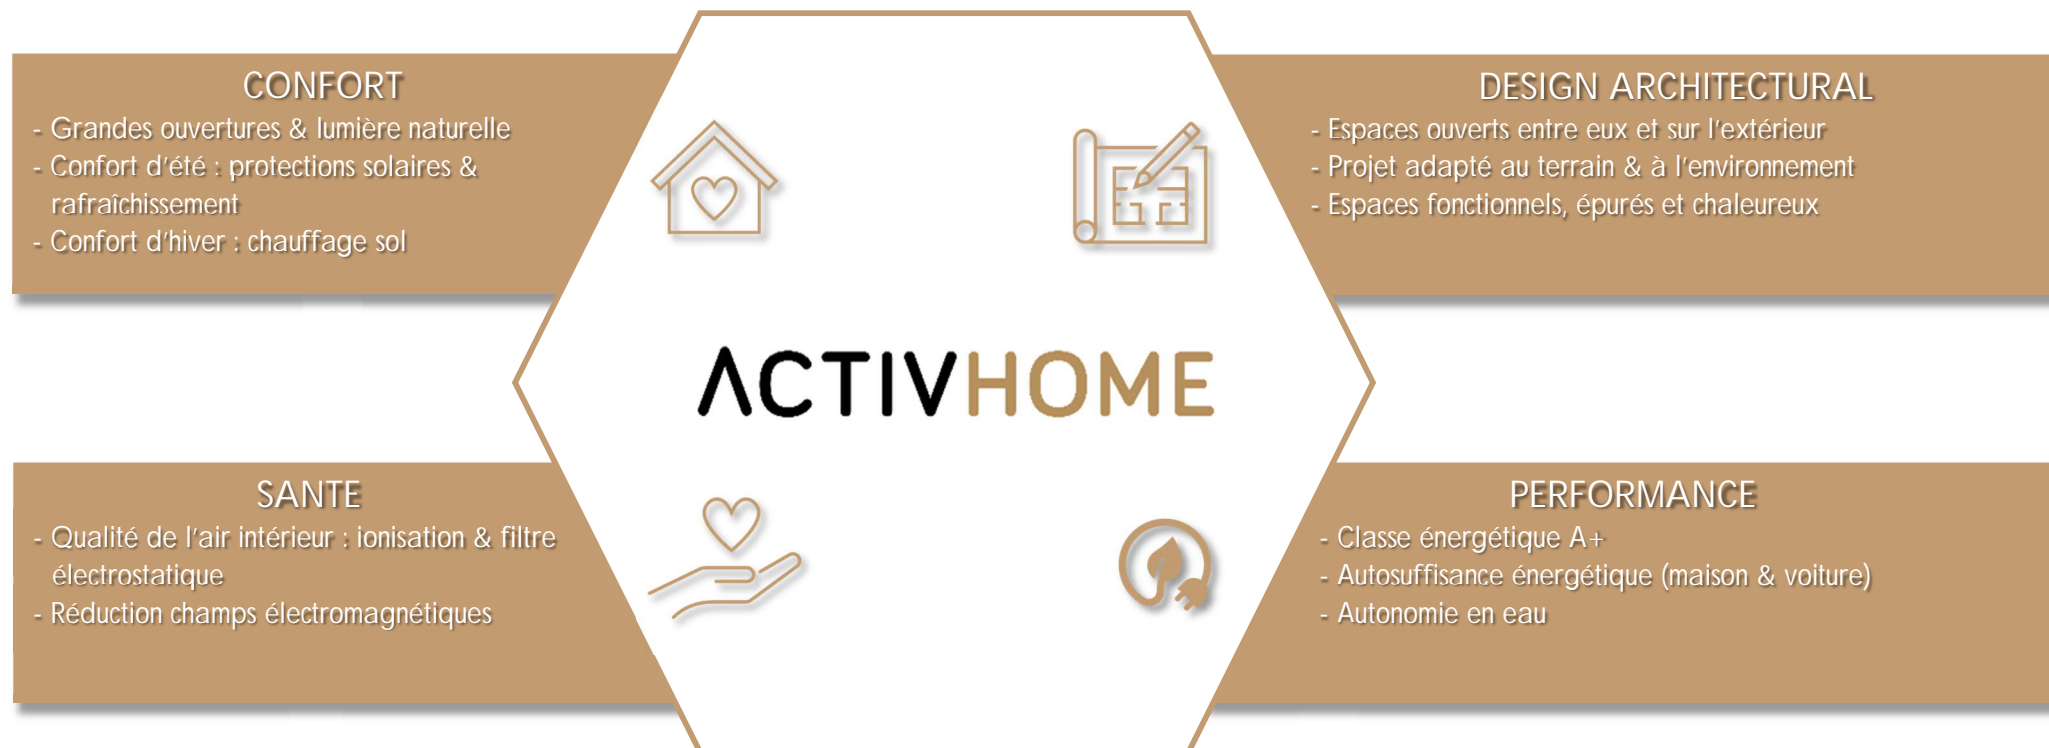 CONFORT
- Grandes ouvertures & lumière naturelle
- Confort d'été : protections solaires &
rafraîchissement
- Confort d'hiver : chauffage sol
DESIGN ARCHITECTURAL
- Espaces ouverts entre eux et sur l'extérieur
- Projet adapté au terrain & à l'environnement
- Espaces fonctionnels, épurés et chaleureux
ACTIVHOME
SANTE
- Qualité de l'air intérieur : ionisation & filtre
électrostatique
- Réduction champs électromagnétiques
PERFORMANCE
- Classe énergétique A+
- Autosuffisance énergétique (maison & voiture)
- Autonomie en eau